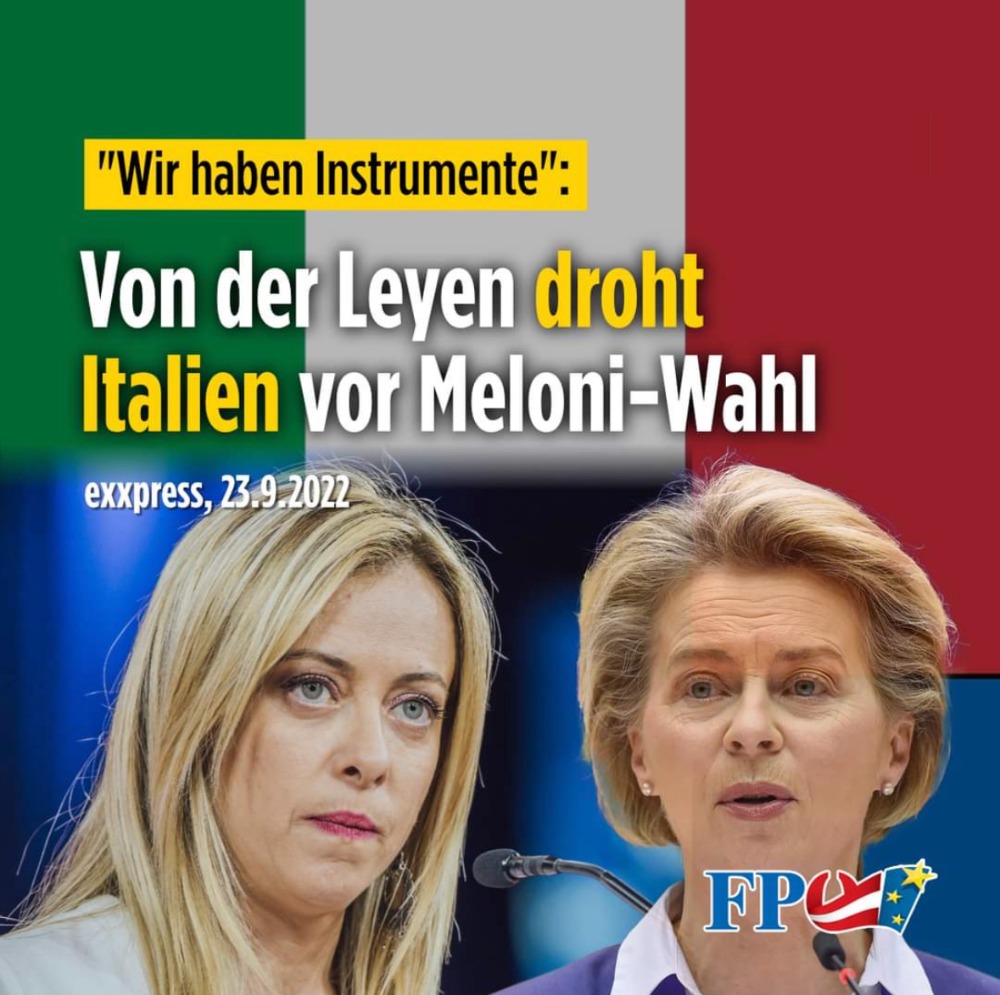 "Wir haben Instrumente":
Von der Leyen droht
Italien vor Meloni-Wahl
exxpress, 23.9.2022
FPÖ